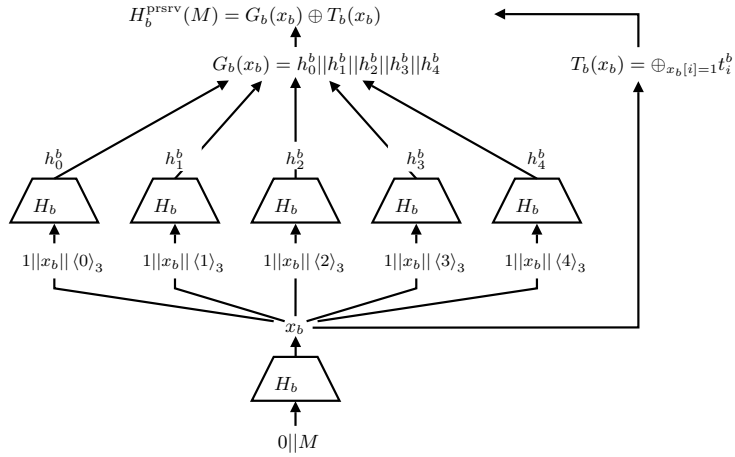 H_b^prsrv(M) = G_b(x_b) ⊕ T_b(x_b)
G_b(x_b) = h_0^b||h_1^b||h_2^b||h_3^b||h_4^b T_b(x_b) = ⊕_{x_b[i]=1} t_i^b
h_0^b h_1^b h_2^b h_3^b h_4^b
H_b H_b H_b H_b H_b
1||x_b||⟨0⟩_3 1||x_b||⟨1⟩_3 1||x_b||⟨2⟩_3 1||x_b||⟨3⟩_3 1||x_b||⟨4⟩_3
x_b
H_b
0||M